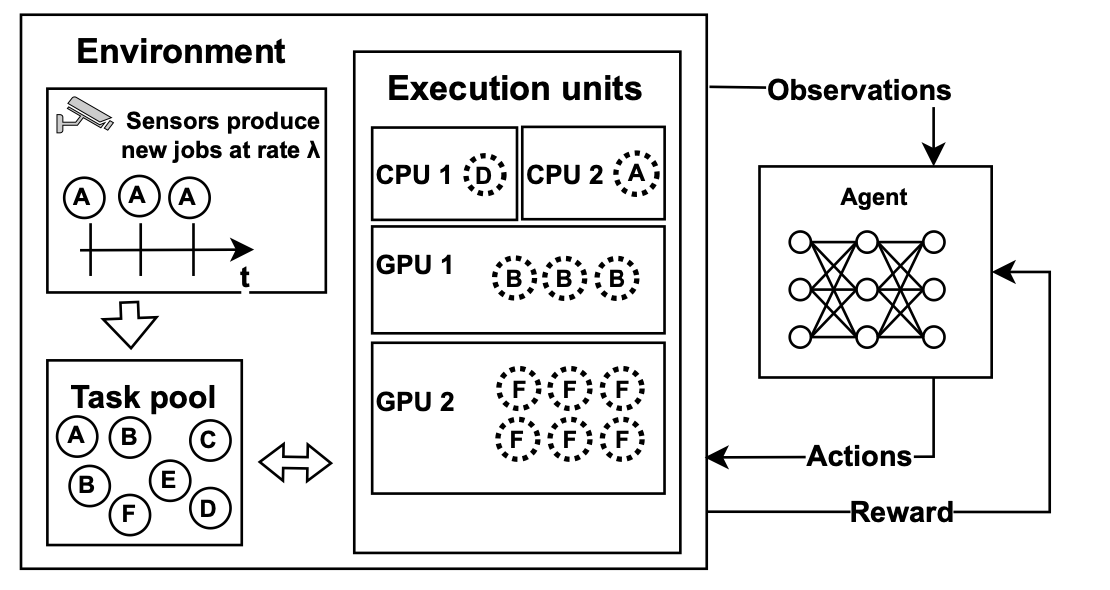 Environment
Sensors produce
new jobs at rate λ
A A A
t
Task pool
A B C
B E
F D
Execution units
CPU 1 D
CPU 2 A
GPU 1 B B B
GPU 2
F F F
F F F
Observations
Agent
Actions
Reward